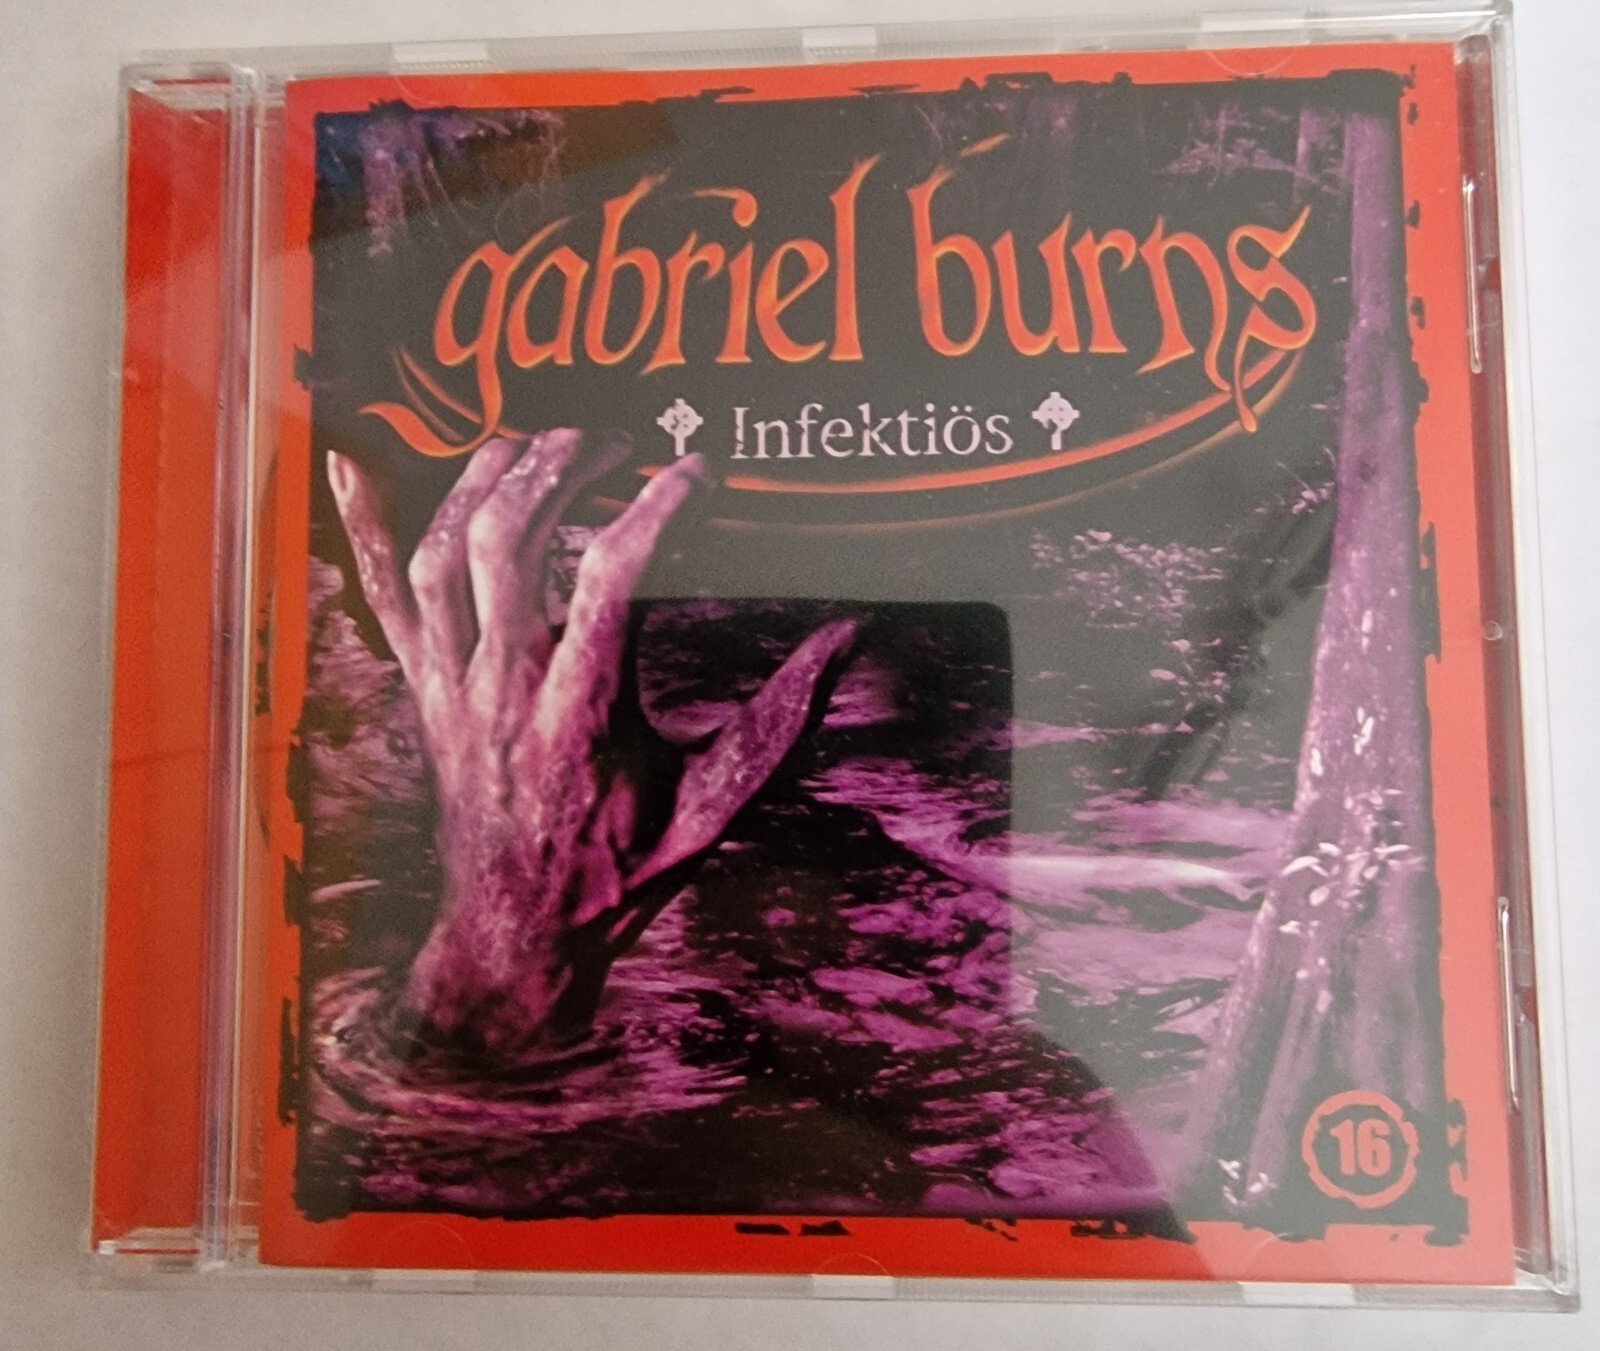 gabriel burns
Infektiös
16